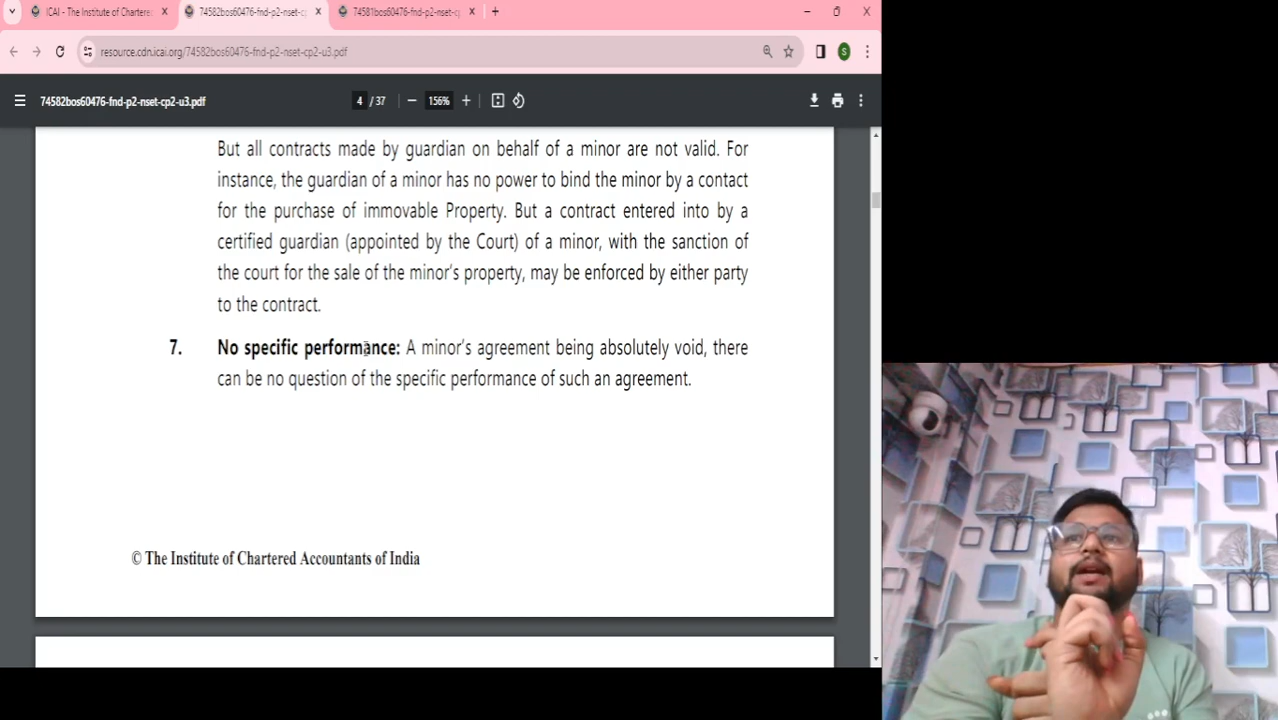 ICAI - The Institute of Chartere
74582bos60476-fnd-p2-nset-cp2
74581bos60476-fnd-p2-nset-cp
resource.cdn.icai.org/74582bos60476-fnd-p2-nset-cp2-u3.pdf
S
74582bos60476-fnd-p2-nset-cp2-u3.pdf
4 / 37
156%
But all contracts made by guardian on behalf of a minor are not valid. For
instance, the guardian of a minor has no power to bind the minor by a contact
for the purchase of immovable Property. But a contract entered into by a
certified guardian (appointed by the Court) of a minor, with the sanction of
the court for the sale of the minor's property, may be enforced by either party
to the contract.
7. No specific performance: A minor's agreement being absolutely void, there
can be no question of the specific performance of such an agreement.
© The Institute of Chartered Accountants of India